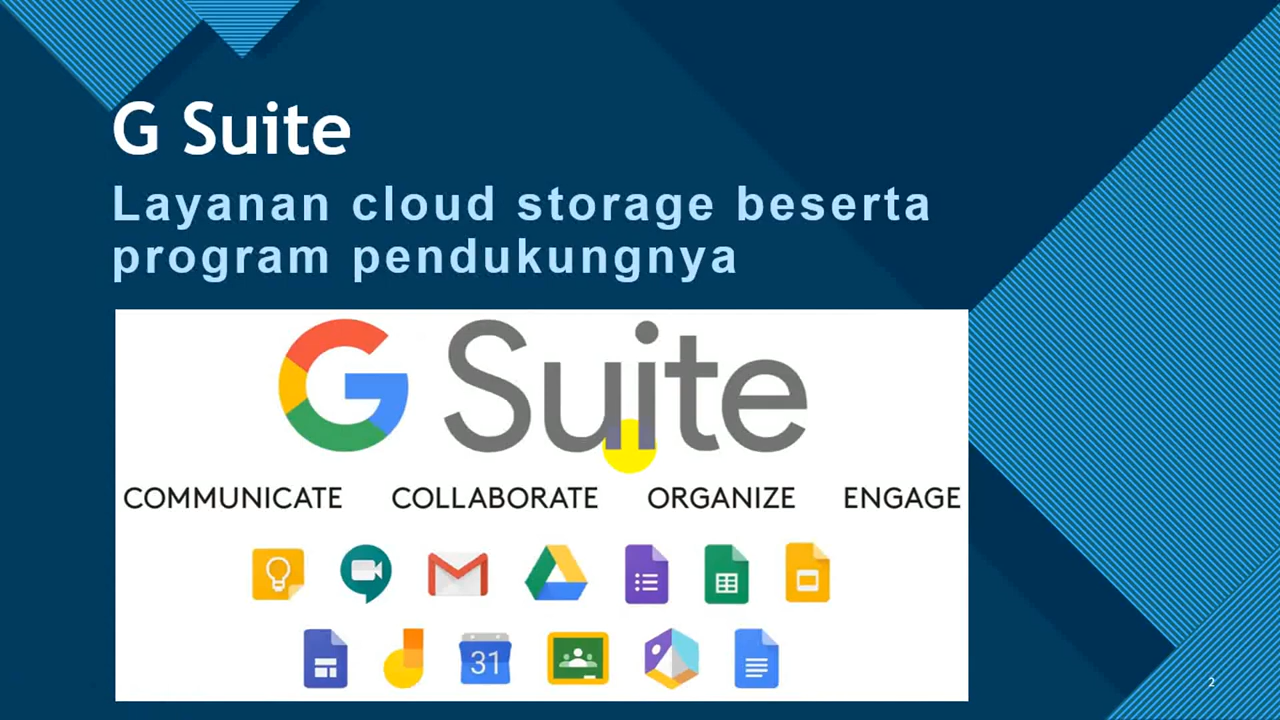 G Suite
Layanan cloud storage beserta
program pendukungnya
G Suite
COMMUNICATE COLLABORATE ORGANIZE ENGAGE
31
2